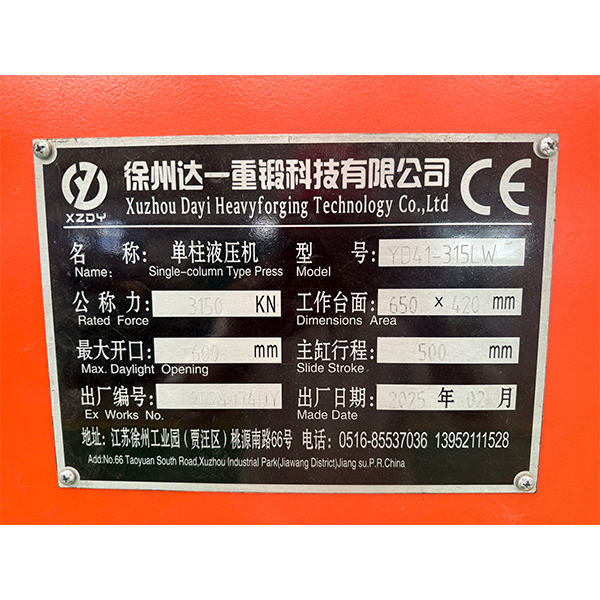 XZDY
徐州达一重锻科技有限公司
Xuzhou Dayi Heavyforging Technology Co.,Ltd
CE
名 称: 单柱液压机 型 号: YD41-315LW
Name: Single-column Type Press Model
公称力: 3150 KN 工作台面: 650 × 420 mm
Rated Force Dimensions Area
最大开口: 600 mm 主缸行程: 500 mm
Max. Daylight Opening Slide Stroke
出厂编号: 出厂日期: 2025 年 02 月
Ex Works No. Made Date
地址: 江苏徐州工业园(贾汪区)桃源南路66号 电话: 0516-85537036 13952111528
Add:No.66 Taoyuan South Road,Xuzhou Industrial Park(Jiawang District)Jiang su.P.R.China